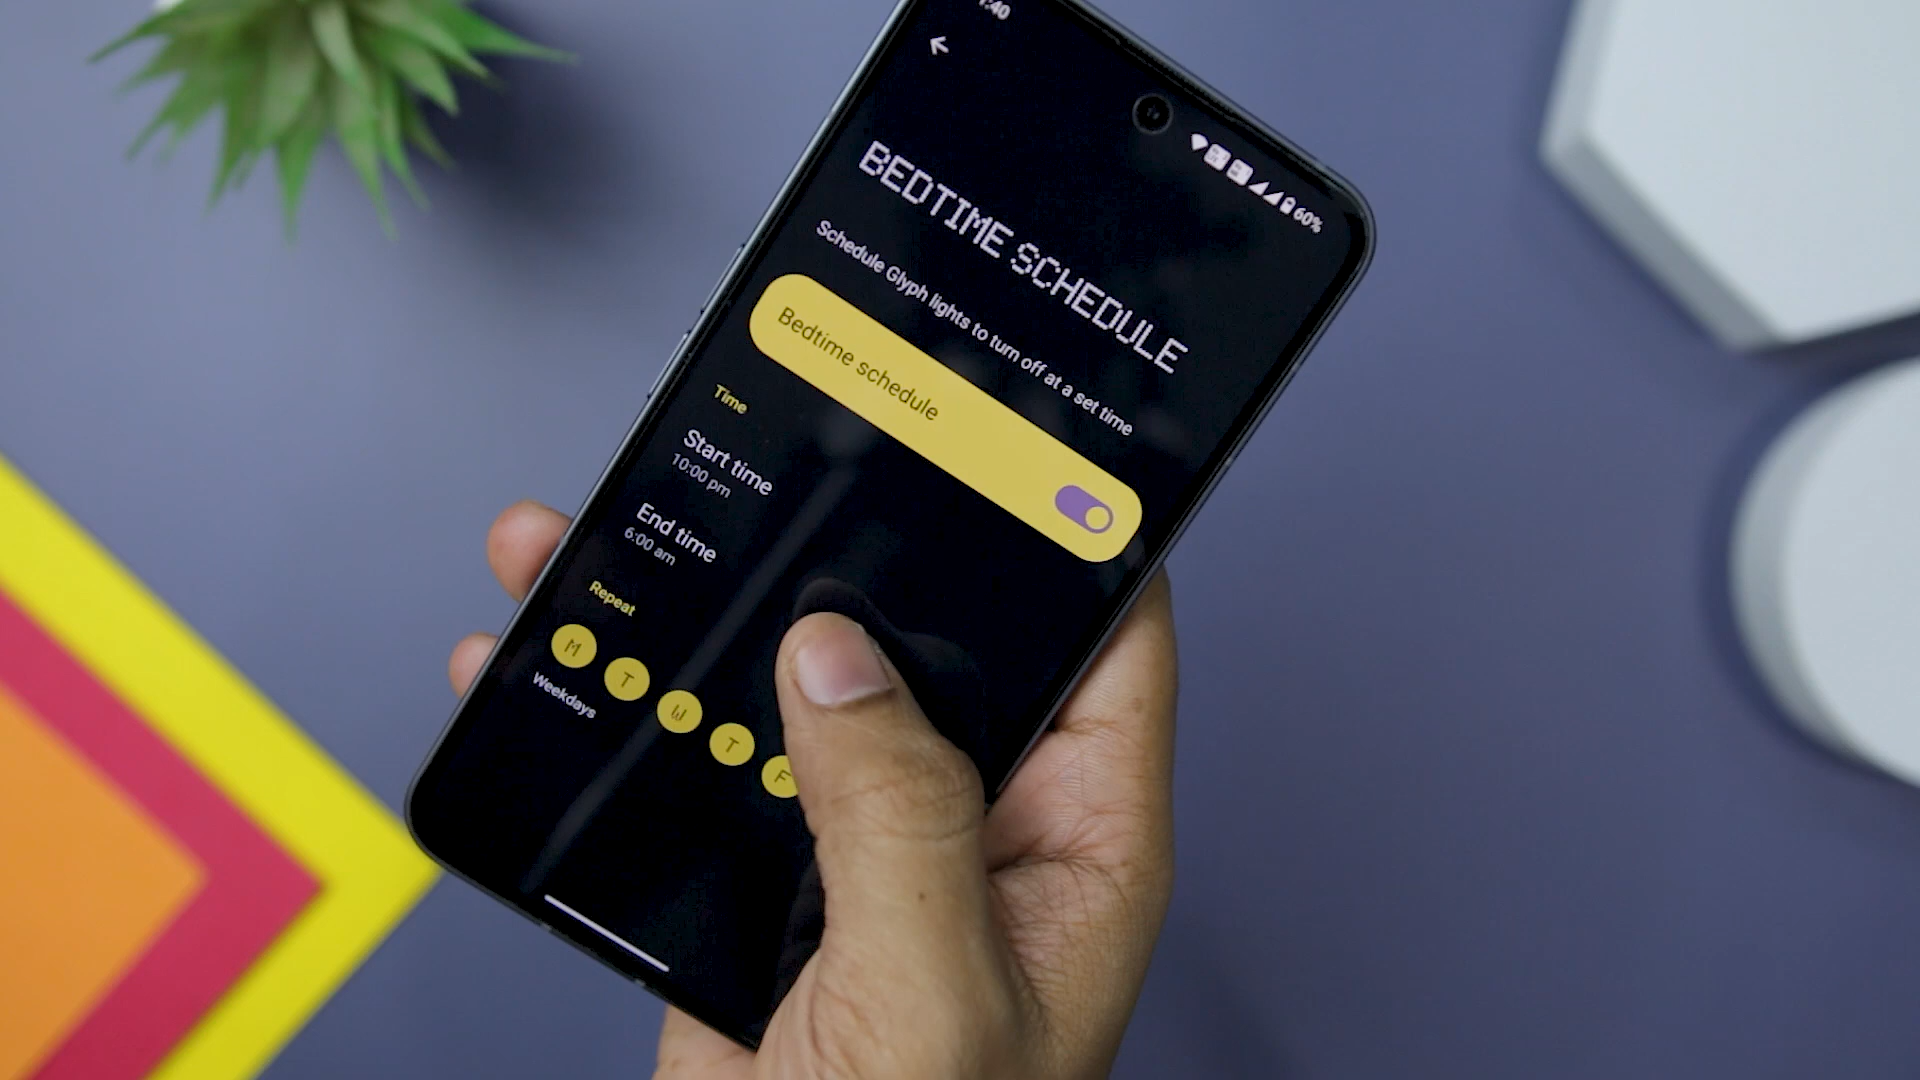 :40
60%
BEDTIME SCHEDULE
Schedule Glyph lights to turn off at a set time
Bedtime schedule
Time
Start time
10:00 pm
End time
6:00 am
Repeat
M T W T F
Weekdays